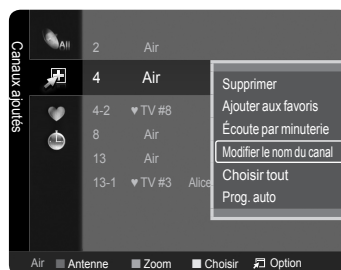 Canaux ajoutés
All
2 Air
4 Air
4-2 ♥ TV #8
8 Air
13 Air
13-1 ♥ TV #3 Alice
Supprimer
Ajouter aux favoris
Écoute par minuterie
Modifier le nom du canal
Choisir tout
Prog. auto
Air Antenne Zoom Choisir Option